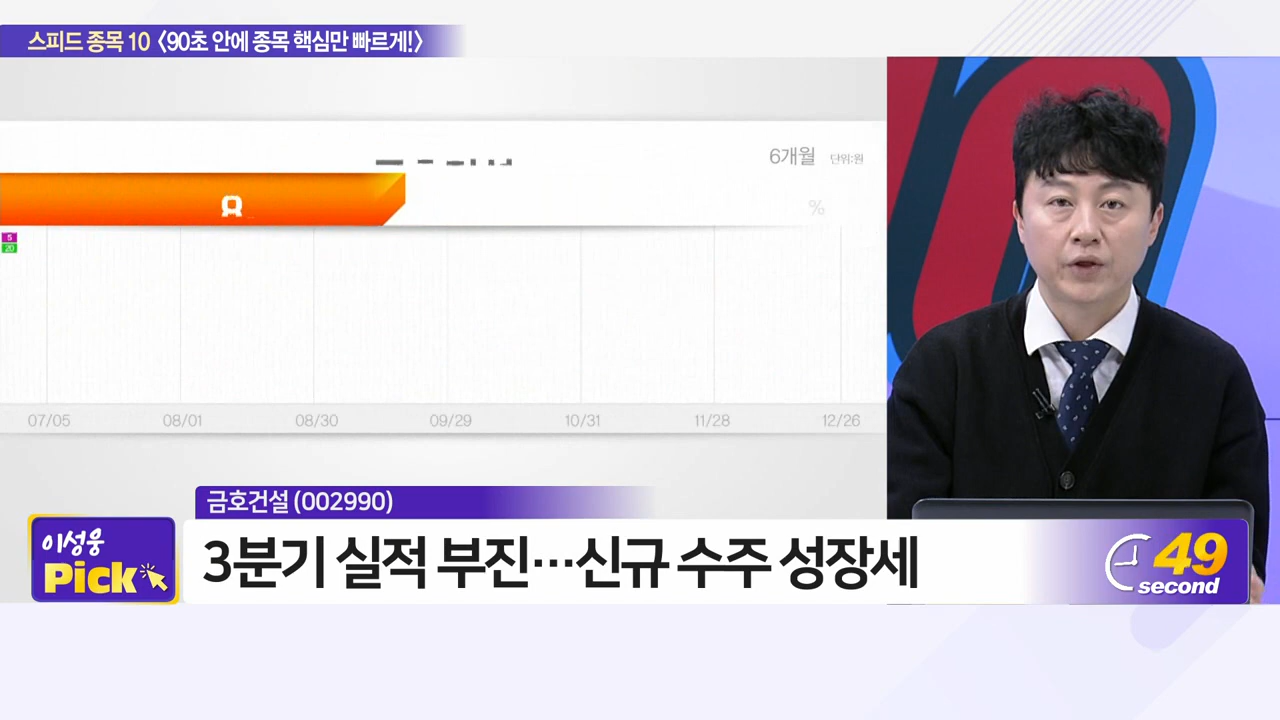 스피드 종목 10 <90초 안에 종목 핵심만 빠르게!>
6개월 단위:원
%
5
20
07/05 08/01 08/30 09/29 10/31 11/28 12/26
금호건설 (002990)
이성웅
Pick
3분기 실적 부진…신규 수주 성장세
49
second